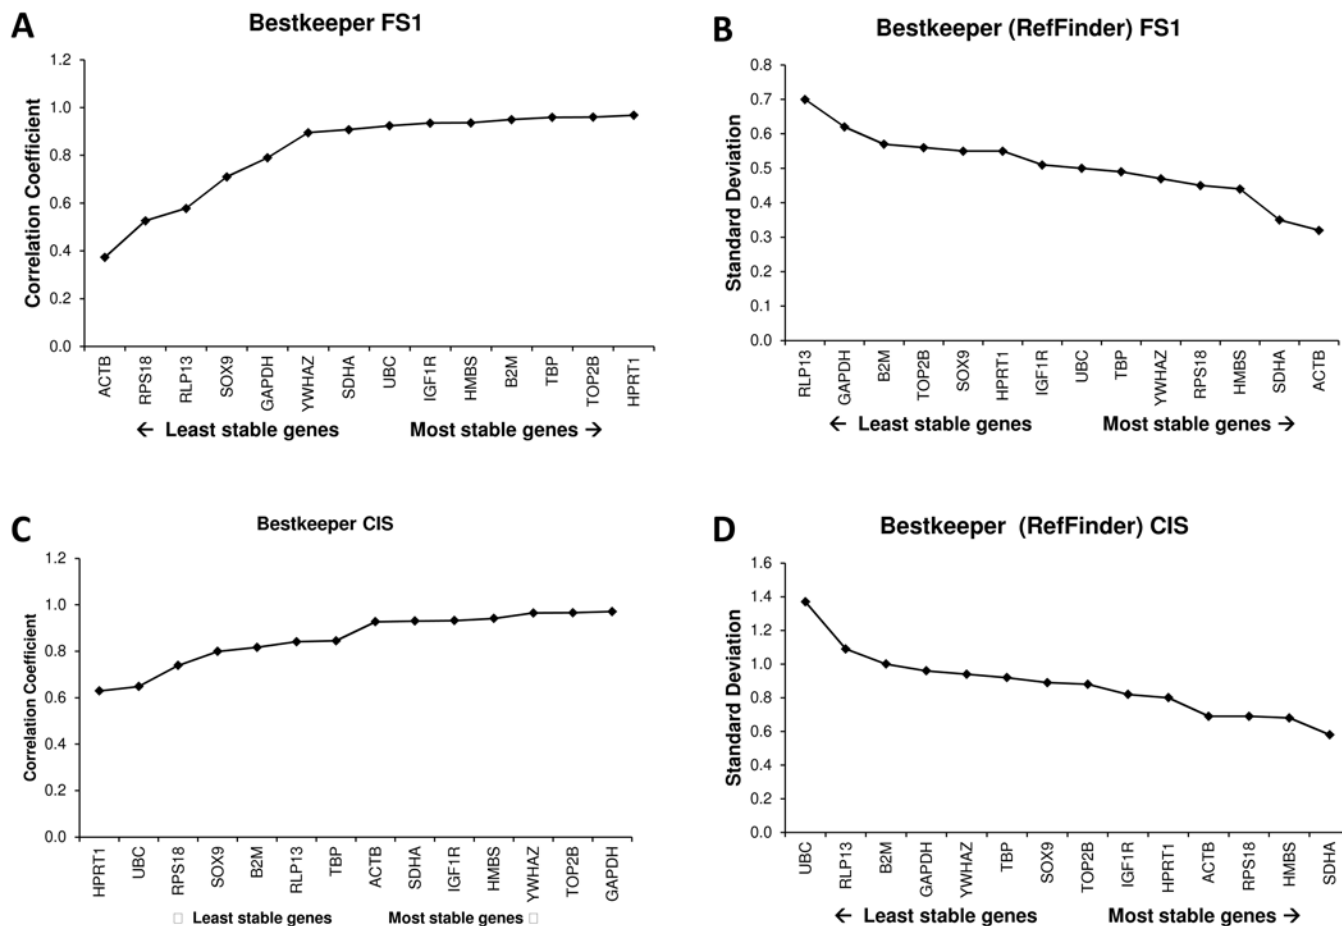 A
Bestkeeper FS1
Correlation Coefficient
1.2
1.0
0.8
0.6
0.4
0.2
0.0
ACTB
RPS18
RLP13
SOX9
GAPDH
YWHAZ
SDHA
UBC
IGF1R
HMBS
B2M
TBP
TOP2B
HPRT1
← Least stable genes
Most stable genes →
B
Bestkeeper (RefFinder) FS1
Standard Deviation
0.8
0.7
0.6
0.5
0.4
0.3
0.2
0.1
0.0
RLP13
GAPDH
B2M
TOP2B
SOX9
HPRT1
IGF1R
UBC
TBP
YWHAZ
RPS18
HMBS
SDHA
ACTB
← Least stable genes
Most stable genes →
C
Bestkeeper CIS
Correlation Coefficient
1.2
1.0
0.8
0.6
0.4
0.2
0.0
HPRT1
UBC
RPS18
SOX9
B2M
RLP13
TBP
ACTB
SDHA
IGF1R
HMBS
YWHAZ
TOP2B
GAPDH
□ Least stable genes
Most stable genes □
D
Bestkeeper (RefFinder) CIS
Standard Deviation
1.6
1.4
1.2
1.0
0.8
0.6
0.4
0.2
0.0
UBC
RLP13
B2M
GAPDH
YWHAZ
TBP
SOX9
TOP2B
IGF1R
HPRT1
ACTB
RPS18
HMBS
SDHA
← Least stable genes
Most stable genes →